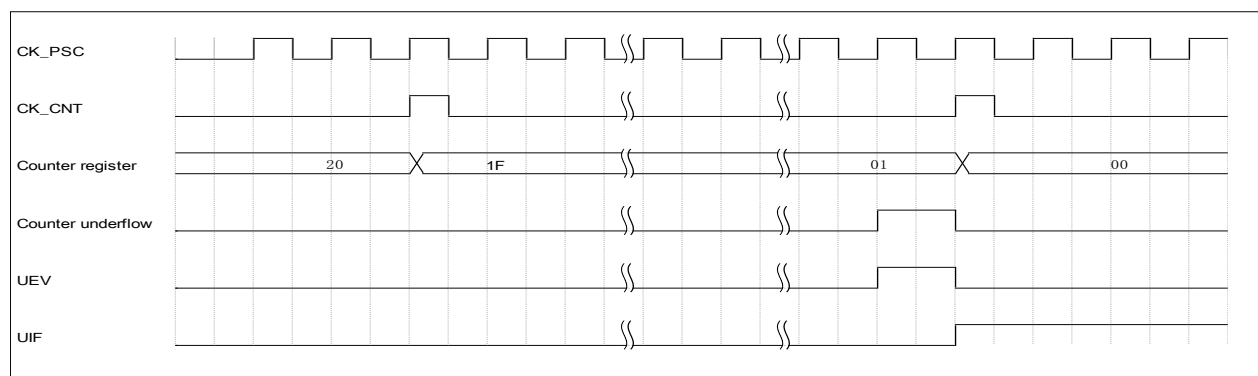 CK_PSC
CK_CNT
Counter register 20 1F 01 00
Counter underflow
UEV
UIF